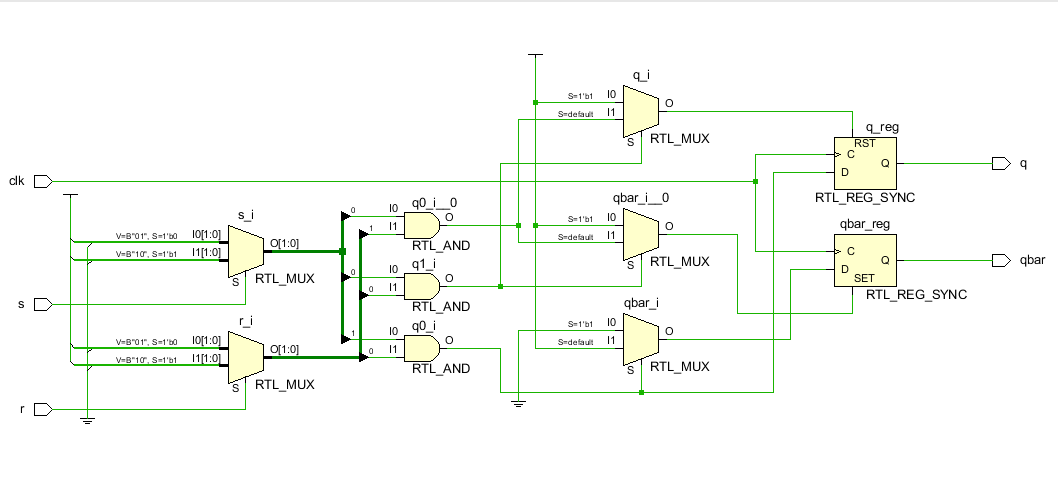 q_i
S=1'b1 I0
O
S=default I1
S RTL_MUX
q_reg
RST
C
Q
D
RTL_REG_SYNC
q
clk
s_i
V=B"01", S=1'b0 I0[1:0]
O[1:0]
V=B"10", S=1'b1 I1[1:0]
S RTL_MUX
s
q0_i__0
0 I0
O
1 I1
RTL_AND
qbar_i__0
S=1'b1 I0
O
S=default I1
S RTL_MUX
qbar_reg
C
Q
D
SET
RTL_REG_SYNC
qbar
q1_i
0 I0
O
0 I1
RTL_AND
r_i
V=B"01", S=1'b0 I0[1:0]
O[1:0]
V=B"10", S=1'b1 I1[1:0]
S RTL_MUX
r
q0_i
1 I0
O
0 I1
RTL_AND
qbar_i
S=1'b1 I0
O
S=default I1
S RTL_MUX